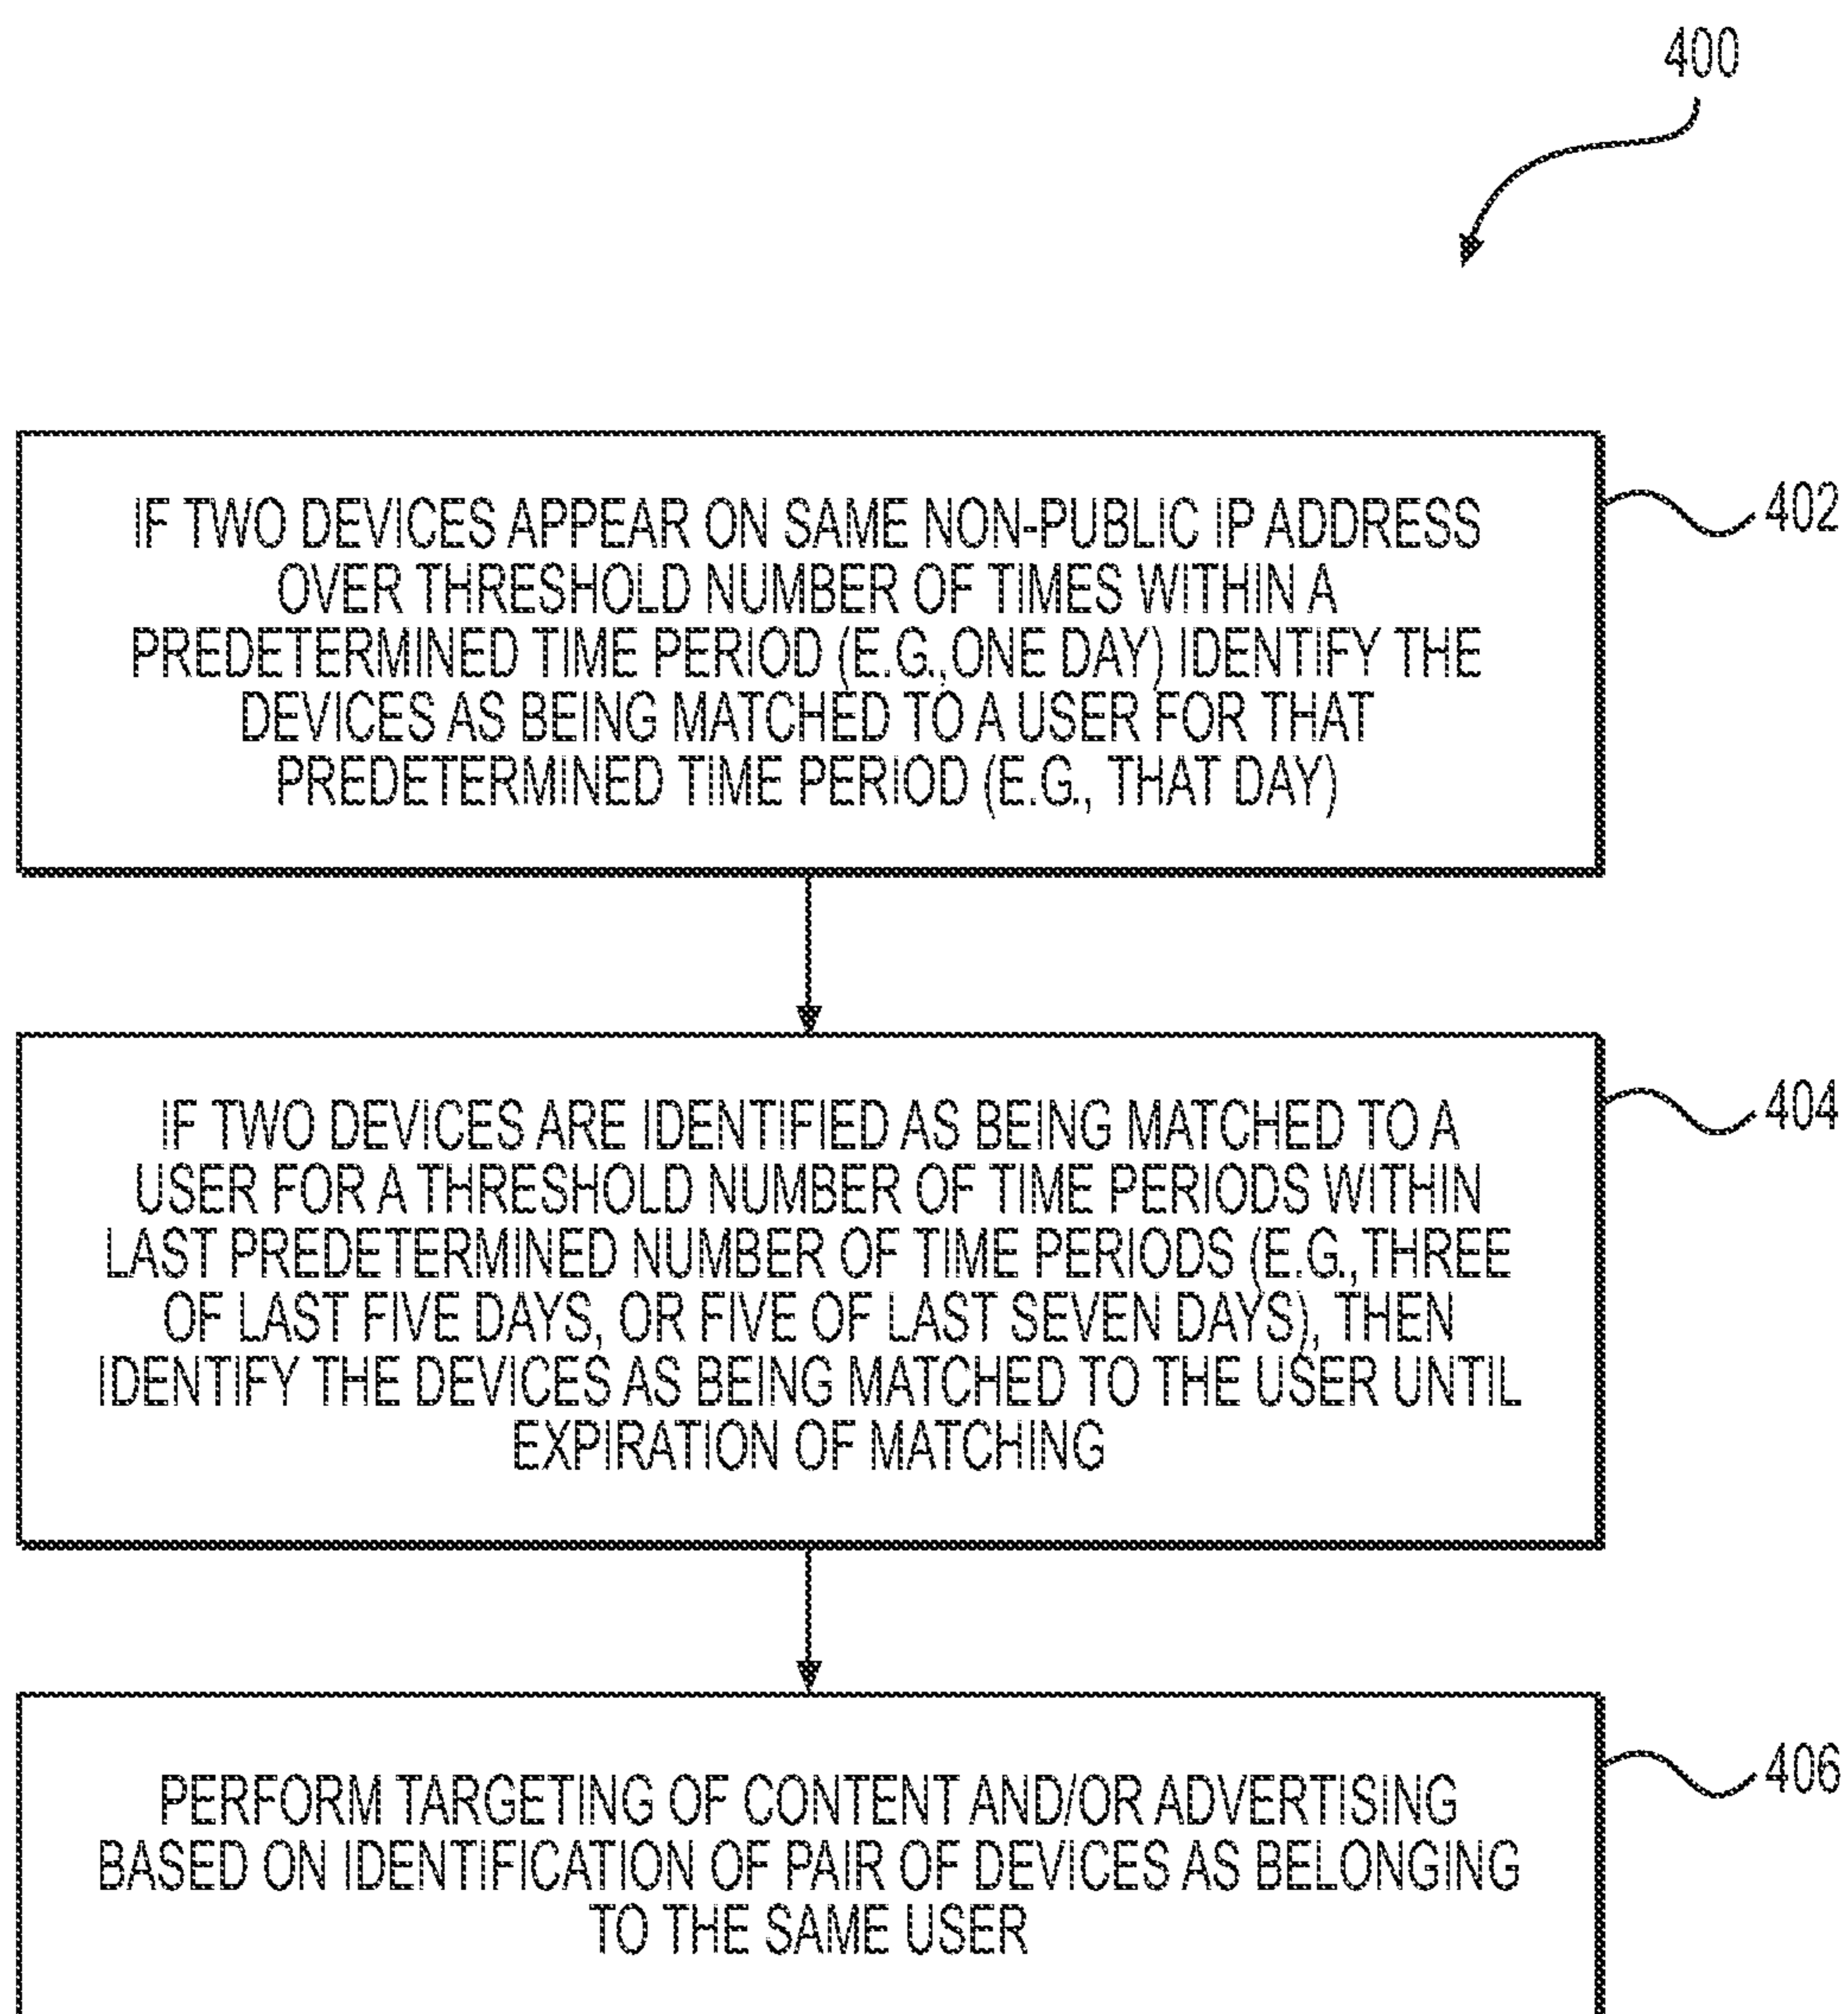 400
IF TWO DEVICES APPEAR ON SAME NON-PUBLIC IP ADDRESS
OVER THRESHOLD NUMBER OF TIMES WITHIN A
PREDETERMINED TIME PERIOD (E.G.,ONE DAY) IDENTIFY THE
DEVICES AS BEING MATCHED TO A USER FOR THAT
PREDETERMINED TIME PERIOD (E.G., THAT DAY)
402
IF TWO DEVICES ARE IDENTIFIED AS BEING MATCHED TO A
USER FOR A THRESHOLD NUMBER OF TIME PERIODS WITHIN
LAST PREDETERMINED NUMBER OF TIME PERIODS (E.G.,THREE
OF LAST FIVE DAYS, OR FIVE OF LAST SEVEN DAYS), THEN
IDENTIFY THE DEVICES AS BEING MATCHED TO THE USER UNTIL
EXPIRATION OF MATCHING
404
PERFORM TARGETING OF CONTENT AND/OR ADVERTISING
BASED ON IDENTIFICATION OF PAIR OF DEVICES AS BELONGING
TO THE SAME USER
406